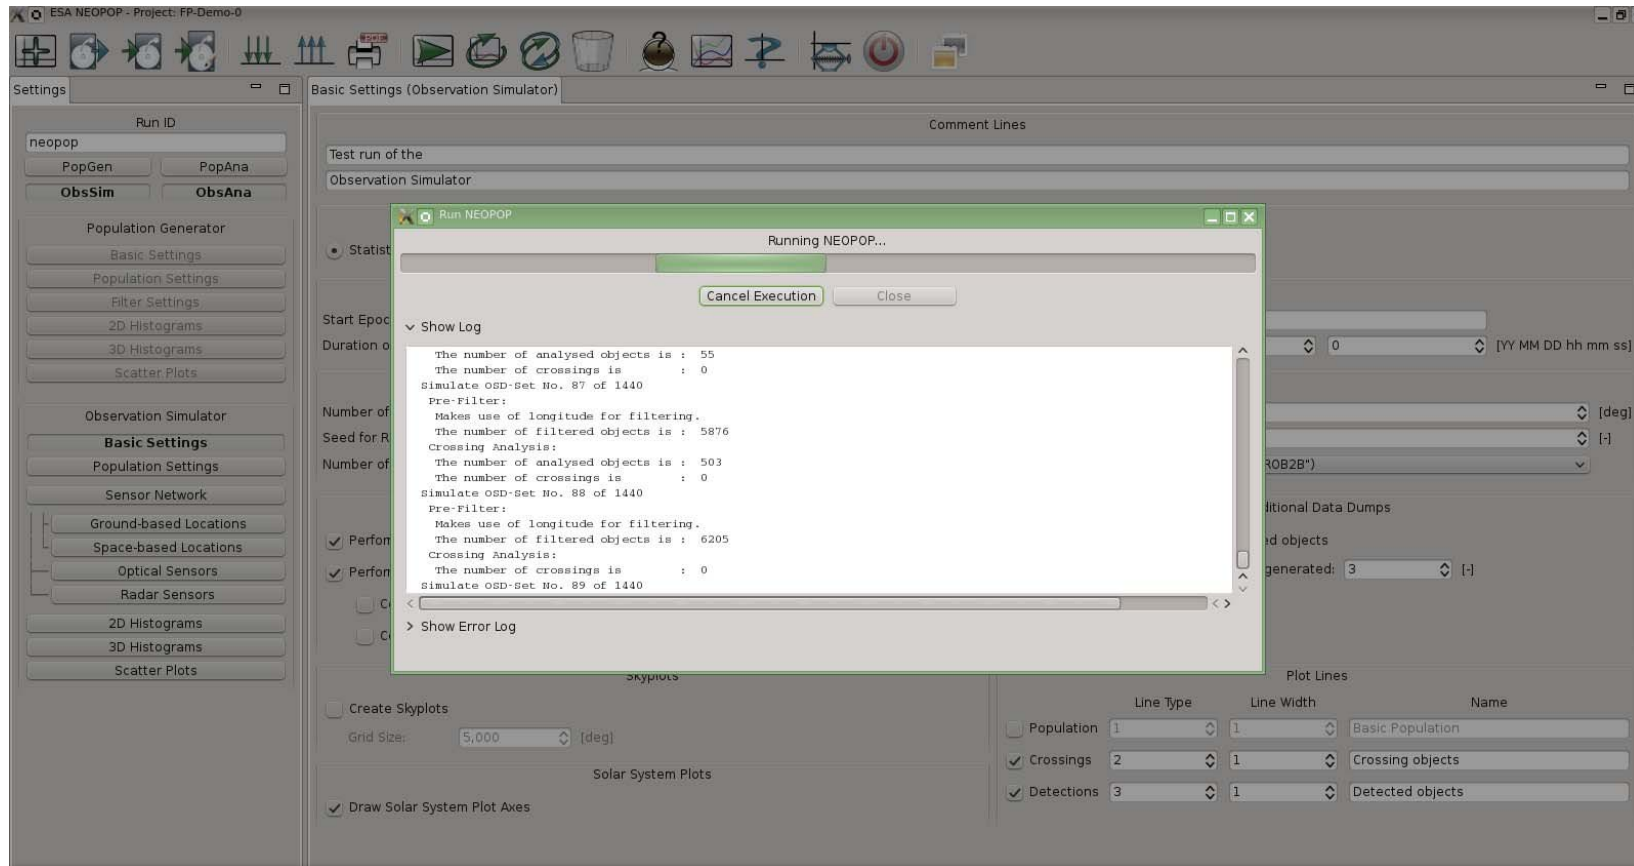 ESA NEOPOP - Project: FP-Demo-0
Settings
Basic Settings (Observation Simulator)
Run ID
neopop
PopGen PopAna
ObsSim ObsAna
Population Generator
Basic Settings
Population Settings
Filter Settings
2D Histograms
3D Histograms
Scatter Plots
Observation Simulator
Basic Settings
Population Settings
Sensor Network
Ground-based Locations
Space-based Locations
Optical Sensors
Radar Sensors
2D Histograms
3D Histograms
Scatter Plots
Comment Lines
Test run of the
Observation Simulator
Statist
Start Epoc
Duration o 0 [YY MM DD hh mm ss]
Number of [deg]
Seed for R [-]
Number of ROB2B")
ditional Data Dumps
Perfor ed objects
Perfor generated: 3 [-]
Co
Co
Run NEOPOP
Running NEOPOP...
Cancel Execution Close
Show Log
The number of analysed objects is : 55
The number of crossings is : 0
Simulate OSD-Set No. 87 of 1440
Pre-Filter:
Makes use of longitude for filtering.
The number of filtered objects is : 5876
Crossing Analysis:
The number of analysed objects is : 503
The number of crossings is : 0
Simulate OSD-Set No. 88 of 1440
Pre-Filter:
Makes use of longitude for filtering.
The number of filtered objects is : 6205
Crossing Analysis:
The number of crossings is : 0
Simulate OSD-Set No. 89 of 1440
Show Error Log
Skyplots
Create Skyplots
Grid Size: 5,000 [deg]
Solar System Plots
Draw Solar System Plot Axes
Plot Lines
Line Type Line Width Name
Population 1 1 Basic Population
Crossings 2 1 Crossing objects
Detections 3 1 Detected objects